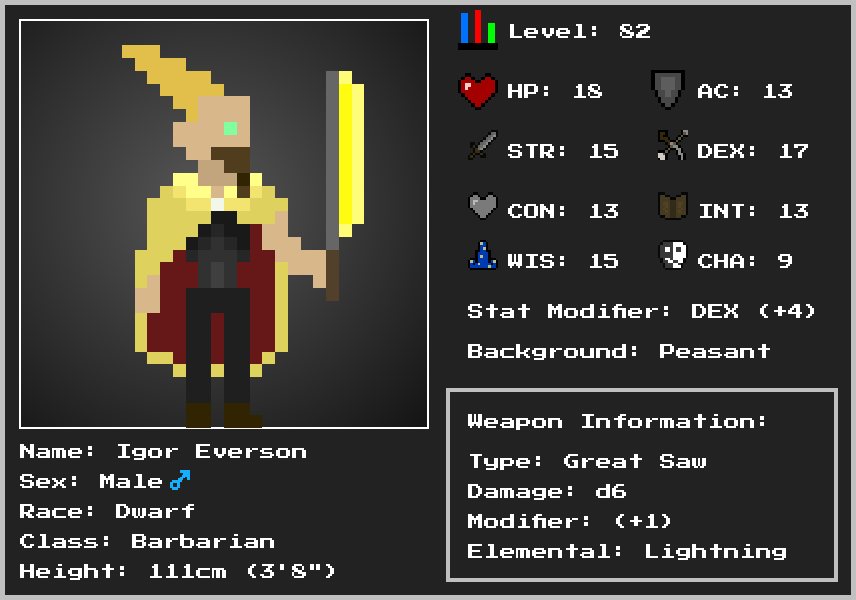 Level: 82
HP: 18
AC: 13
STR: 15
DEX: 17
CON: 13
INT: 13
WIS: 15
CHA: 9
Stat Modifier: DEX (+4)
Background: Peasant
Weapon Information:
Type: Great Saw
Damage: d6
Modifier: (+1)
Elemental: Lightning
Name: Igor Everson
Sex: Male♂
Race: Dwarf
Class: Barbarian
Height: 111cm (3'8")